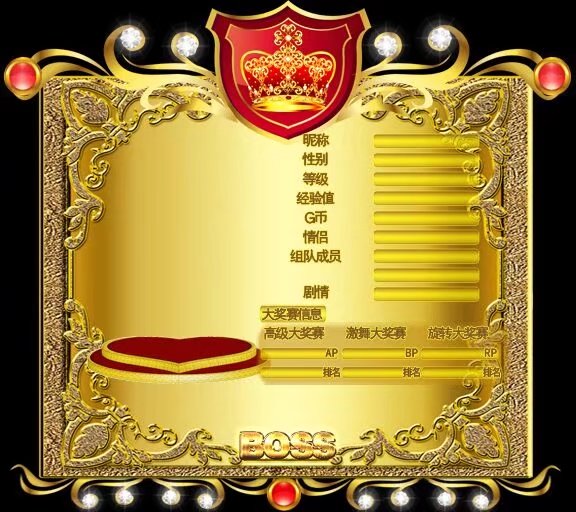 昵称
性别
等级
经验值
G币
情侣
组队成员
剧情
大奖赛信息
高级大奖赛 激舞大奖赛 旋转大奖赛
AP BP RP
排名 排名 排名
BOSS